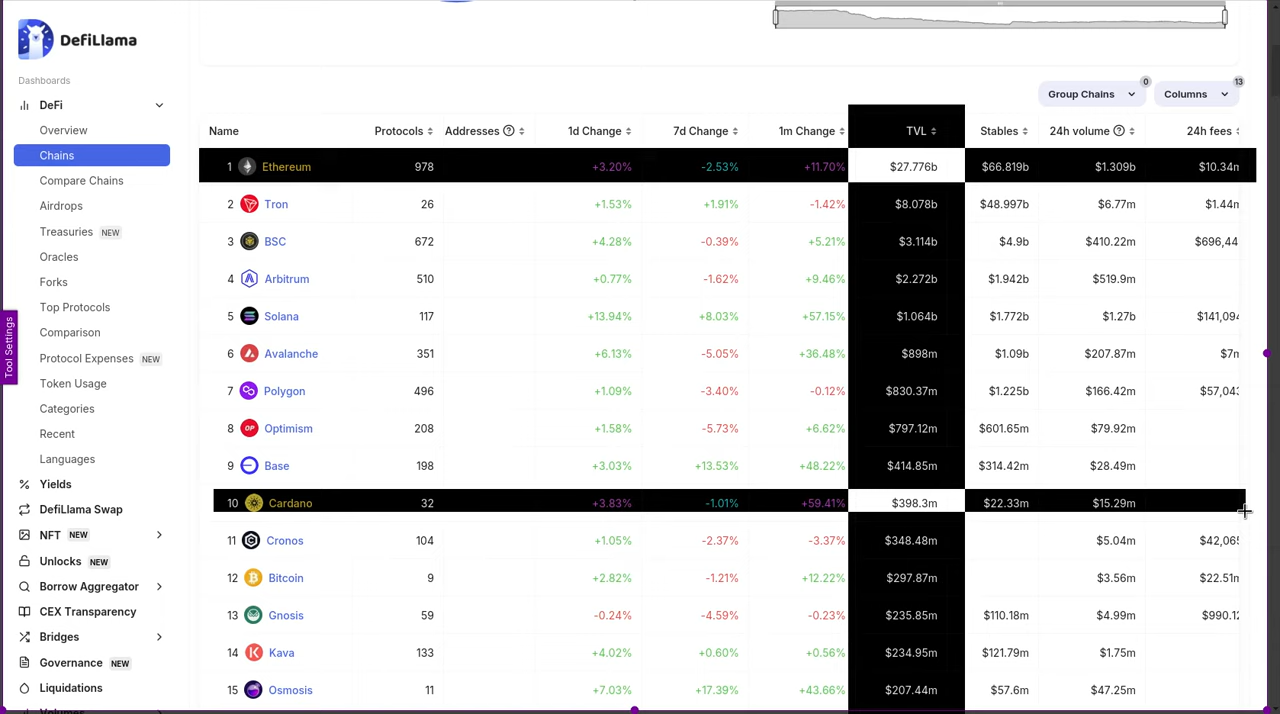 DefiLlama
Dashboards
DeFi
Overview
Chains
Compare Chains
Airdrops
Treasuries NEW
Oracles
Forks
Top Protocols
Comparison
Protocol Expenses NEW
Token Usage
Categories
Recent
Languages
Yields
DefiLlama Swap
NFT NEW
Unlocks NEW
Borrow Aggregator
CEX Transparency
Bridges
Governance NEW
Liquidations
Tool Settings
Group Chains 0 Columns 13
Name Protocols Addresses 1d Change 7d Change 1m Change TVL Stables 24h volume 24h fees
1 Ethereum 978 +3.20% -2.53% +11.70% $27.776b $66.819b $1.309b $10.34m
2 Tron 26 +1.53% +1.91% -1.42% $8.078b $48.997b $6.77m $1.44m
3 BSC 672 +4.28% -0.39% +5.21% $3.114b $4.9b $410.22m $696,44
4 Arbitrum 510 +0.77% -1.62% +9.46% $2.272b $1.942b $519.9m
5 Solana 117 +13.94% +8.03% +57.15% $1.064b $1.772b $1.27b $141,094
6 Avalanche 351 +6.13% -5.05% +36.48% $898m $1.09b $207.87m $7m
7 Polygon 496 +1.09% -3.40% -0.12% $830.37m $1.225b $166.42m $57,043
8 Optimism 208 +1.58% -5.73% +6.62% $797.12m $601.65m $79.92m
9 Base 198 +3.03% +13.53% +48.22% $414.85m $314.42m $28.49m
10 Cardano 32 +3.83% -1.01% +59.41% $398.3m $22.33m $15.29m
11 Cronos 104 +1.05% -2.37% -3.37% $348.48m $5.04m $42,065
12 Bitcoin 9 +2.82% -1.21% +12.22% $297.87m $3.56m $22.51m
13 Gnosis 59 -0.24% -4.59% -0.23% $235.85m $110.18m $4.99m $990.12
14 Kava 133 +4.02% +0.60% +0.56% $234.95m $121.79m $1.75m
15 Osmosis 11 +7.03% +17.39% +43.66% $207.44m $57.6m $47.25m